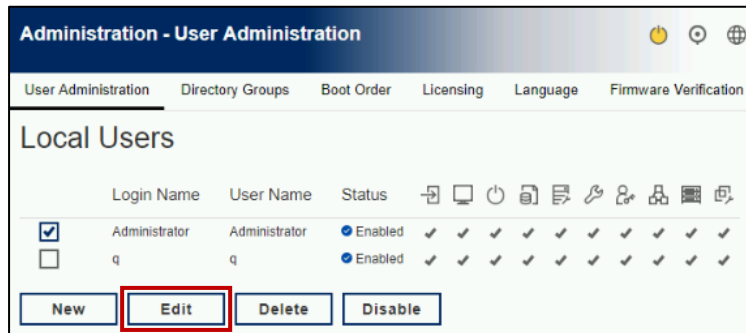 Administration - User Administration
User Administration Directory Groups Boot Order Licensing Language Firmware Verification
Local Users
Login Name User Name Status
Administrator Administrator Enabled
q q Enabled
New Edit Delete Disable